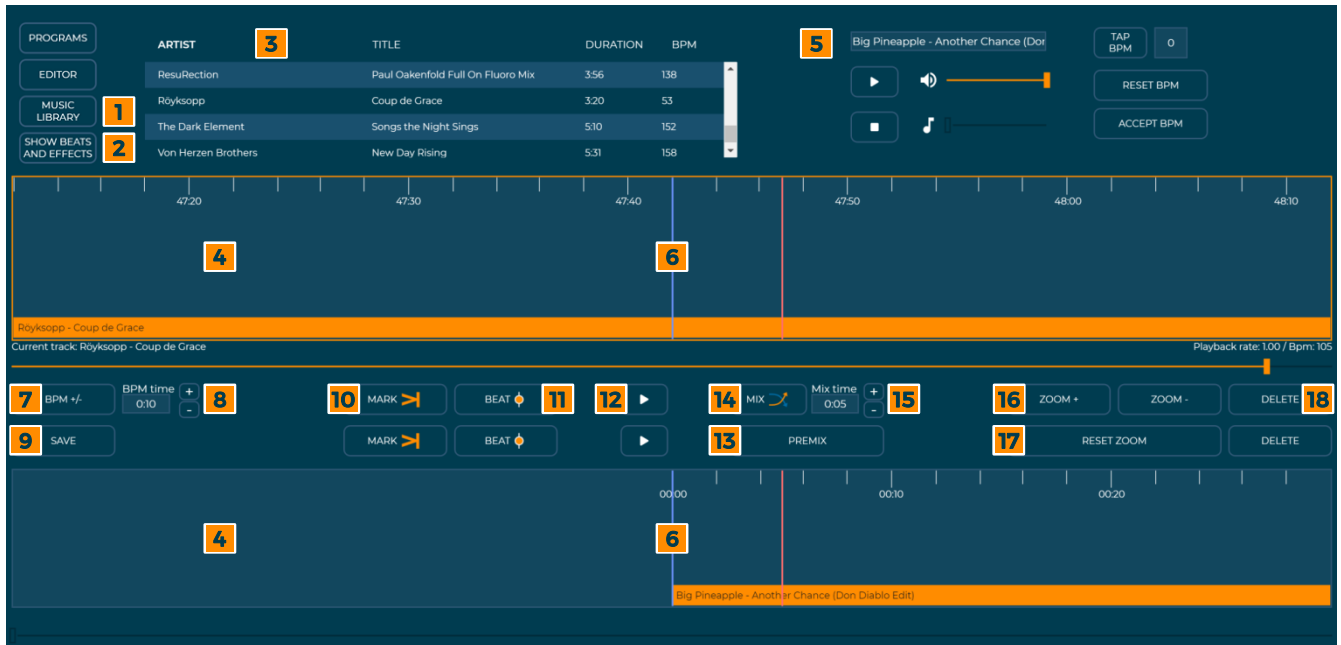 PROGRAMS
EDITOR
MUSIC
LIBRARY
1
SHOW BEATS
AND EFFECTS
2
ARTIST
3
TITLE
DURATION
BPM
ResuRection
Paul Oakenfold Full On Fluoro Mix
3:56
138
Röyksopp
Coup de Grace
3:20
53
The Dark Element
Songs the Night Sings
5:10
152
Von Herzen Brothers
New Day Rising
5:31
158
5
Big Pineapple - Another Chance (Don
TAP
BPM
0
RESET BPM
ACCEPT BPM
47:20
47:30
47:40
47:50
48:00
48:10
4
6
Röyksopp - Coup de Grace
Current track: Röyksopp - Coup de Grace
Playback rate: 1.00 / Bpm: 105
7
BPM +/-
BPM time
0:10
+
-
8
10
MARK
BEAT
11
12
14
MIX
Mix time
0:05
+
-
15
16
ZOOM +
ZOOM -
DELETE
18
9
SAVE
MARK
BEAT
13
PREMIX
17
RESET ZOOM
DELETE
00:00
00:10
00:20
4
6
Big Pineapple - Another Chance (Don Diablo Edit)